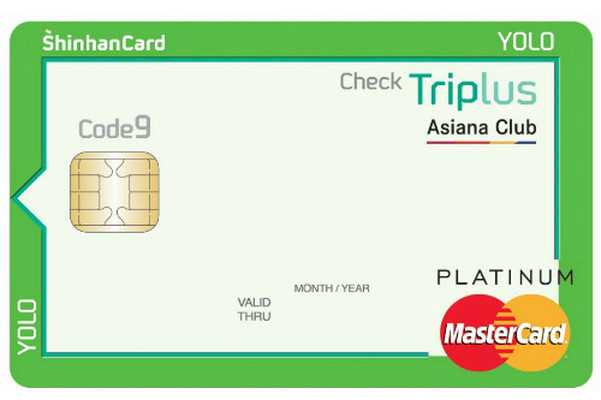 ShinhanCard
YOLO
Check Triplus
Asiana Club
Code9
MONTH / YEAR
VALID
THRU
PLATINUM
MasterCard
YOLO